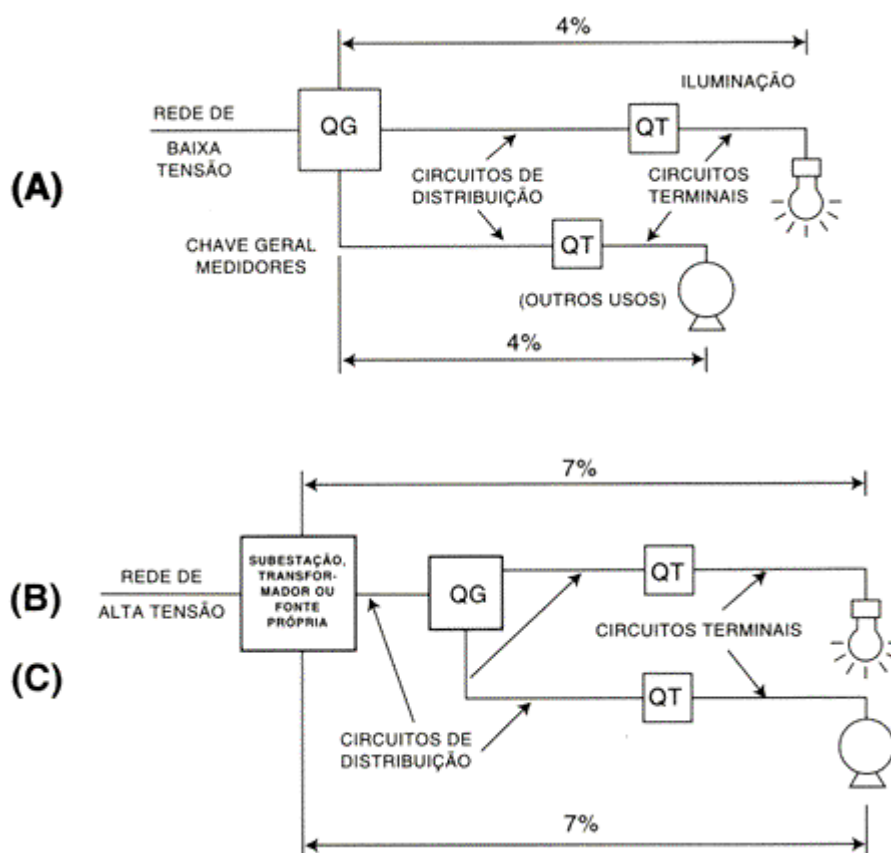 4%
ILUMINAÇÃO
REDE DE
BAIXA
TENSÃO
QG
QT
(A)
CIRCUITOS DE
DISTRIBUIÇÃO
CIRCUITOS
TERMINAIS
CHAVE GERAL
MEDIDORES
QT
(OUTROS USOS)
4%
7%
(B)
REDE DE
ALTA TENSÃO
SUBESTAÇÃO,
TRANSFOR-
MADOR OU
FONTE
PRÓPRIA
QG
QT
CIRCUITOS TERMINAIS
(C)
QT
CIRCUITOS DE
DISTRIBUIÇÃO
7%